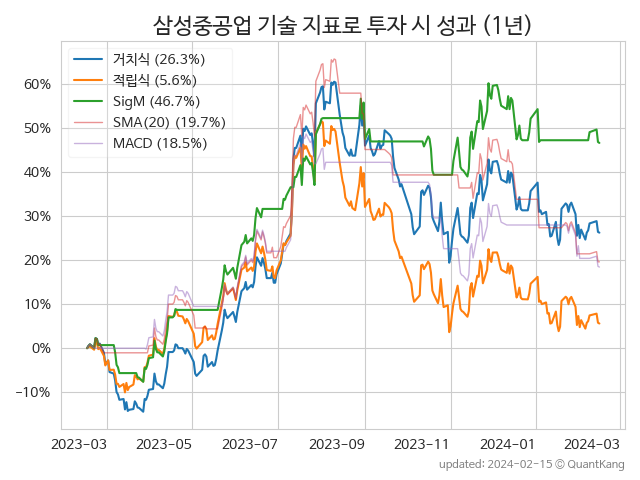 삼성중공업 기술 지표로 투자 시 성과 (1년)
거치식 (26.3%)
적립식 (5.6%)
SigM (46.7%)
SMA(20) (19.7%)
MACD (18.5%)
60%
50%
40%
30%
20%
10%
0%
−10%
2023−03 2023−05 2023−07 2023−09 2023−11 2024−01 2024−03
updated: 2024−02−15 ⓒ QuantKang